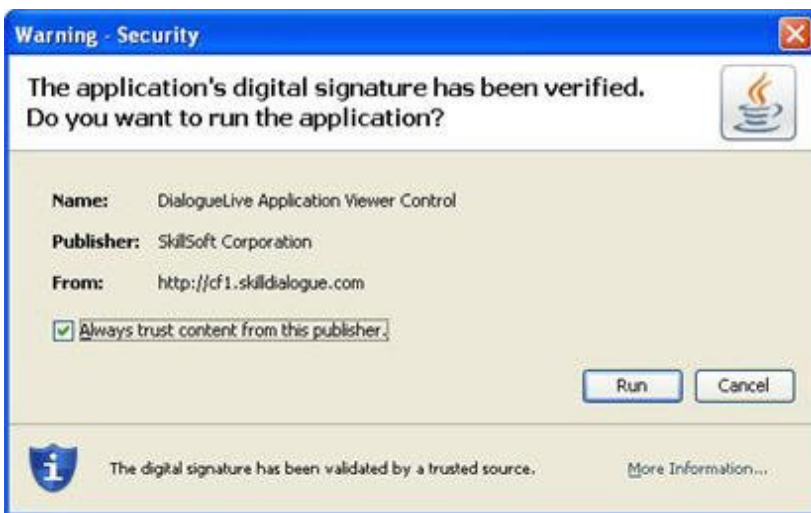 Warning - Security
The application's digital signature has been verified.
Do you want to run the application?
Name: DialogueLive Application Viewer Control
Publisher: SkillSoft Corporation
From: http://cf1.skilldialogue.com
Always trust content from this publisher.
Run Cancel
The digital signature has been validated by a trusted source. More Information...